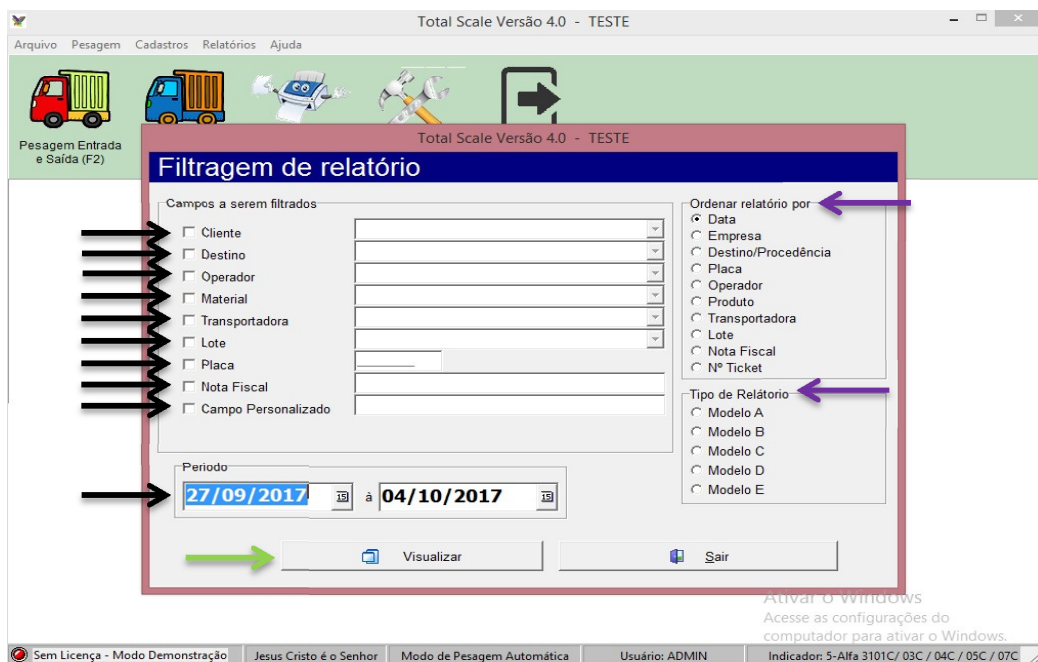 Total Scale Versão 4.0 - TESTE
Arquivo Pesagem Cadastros Relatórios Ajuda
Pesagem Entrada
e Saída (F2)
Total Scale Versão 4.0 - TESTE
Filtragem de relatório
Campos a serem filtrados
Cliente
Destino
Operador
Material
Transportadora
Lote
Placa
Nota Fiscal
Campo Personalizado
Ordenar relatório por
Data
Empresa
Destino/Procedência
Placa
Operador
Produto
Transportadora
Lote
Nota Fiscal
Nº Ticket
Tipo de Relátorio
Modelo A
Modelo B
Modelo C
Modelo D
Modelo E
Periodo
27/09/2017 15 à 04/10/2017 15
Visualizar Sair
Ativar o Windows
Acesse as configurações do
computador para ativar o Windows.
Sem Licença - Modo Demonstração Jesus Cristo é o Senhor Modo de Pesagem Automática Usuário: ADMIN Indicador: 5-Alfa 3101C/ 03C / 04C / 05C / 07C